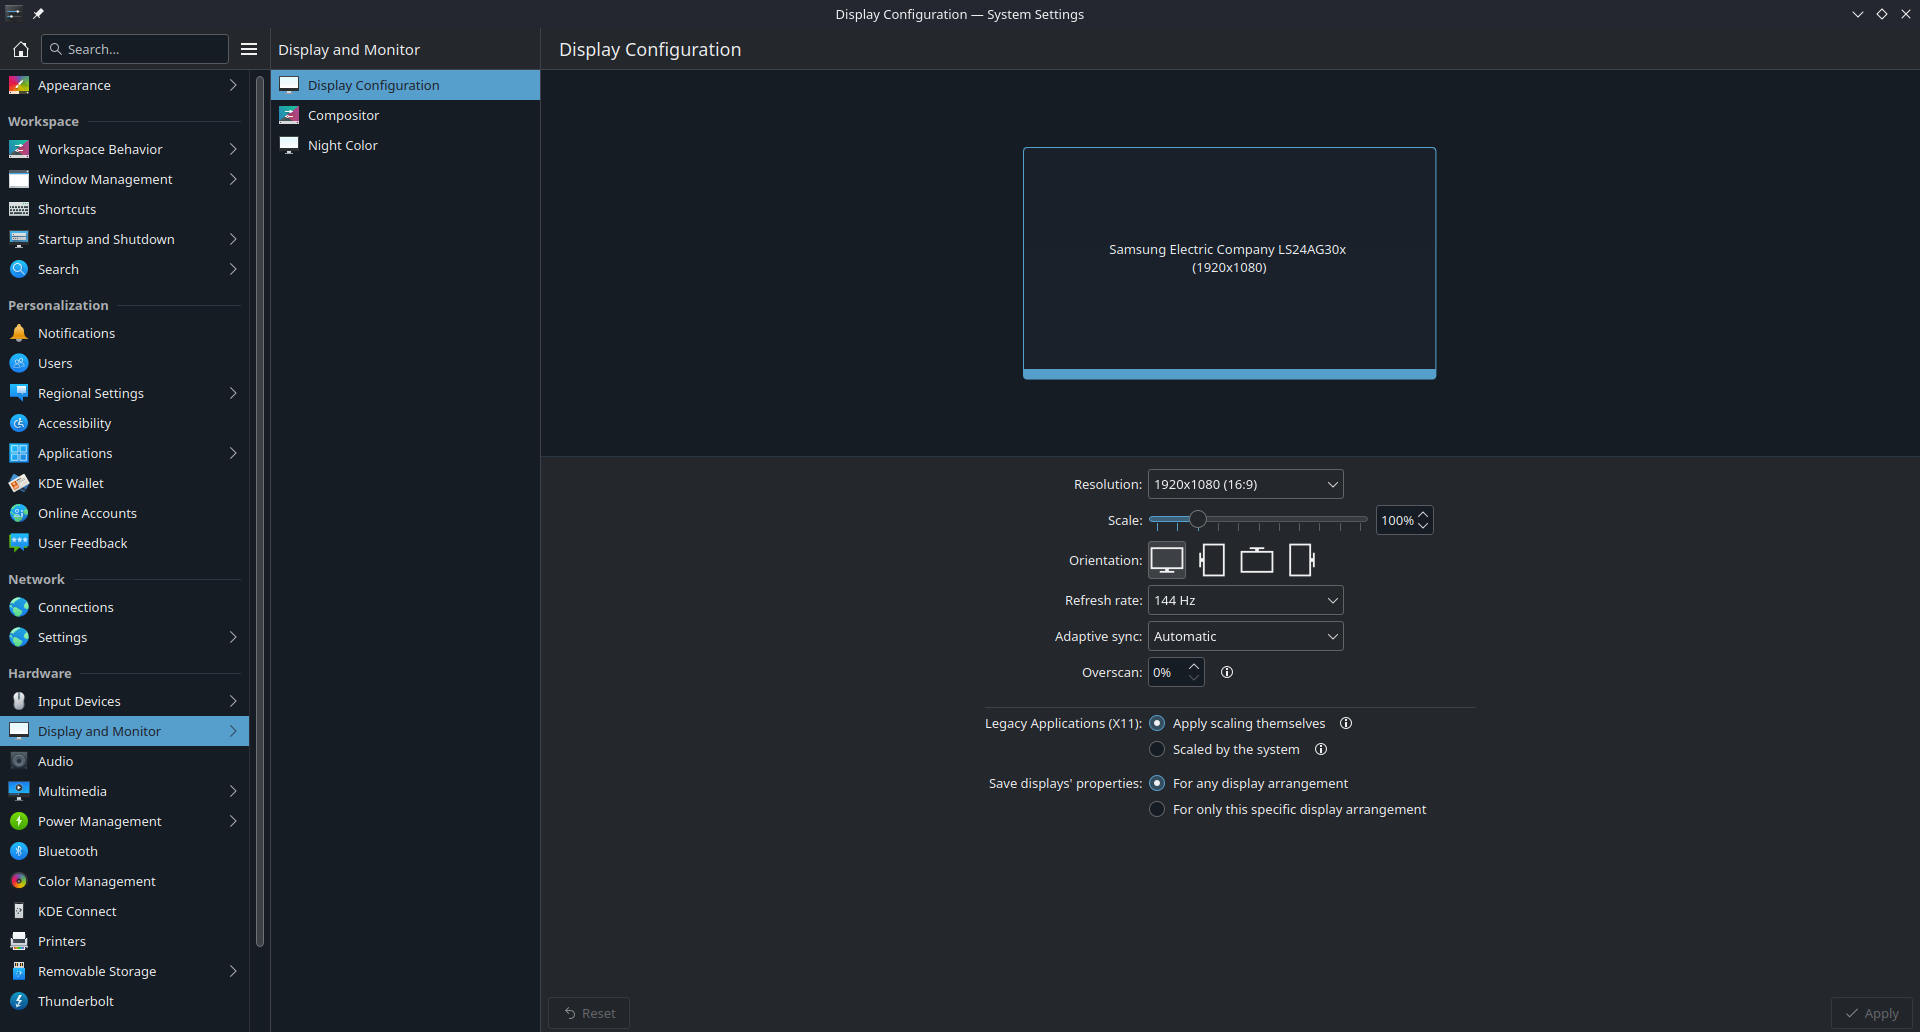 Display Configuration — System Settings
Search...
Display and Monitor
Display Configuration
Appearance
Workspace
Workspace Behavior
Window Management
Shortcuts
Startup and Shutdown
Search
Personalization
Notifications
Users
Regional Settings
Accessibility
Applications
KDE Wallet
Online Accounts
User Feedback
Network
Connections
Settings
Hardware
Input Devices
Display and Monitor
Audio
Multimedia
Power Management
Bluetooth
Color Management
KDE Connect
Printers
Removable Storage
Thunderbolt
Display Configuration
Compositor
Night Color
Samsung Electric Company LS24AG30x
(1920x1080)
Resolution: 1920x1080 (16:9)
Scale: 100%
Orientation:
Refresh rate: 144 Hz
Adaptive sync: Automatic
Overscan: 0%
Legacy Applications (X11): Apply scaling themselves
Scaled by the system
Save displays' properties: For any display arrangement
For only this specific display arrangement
Reset
Apply